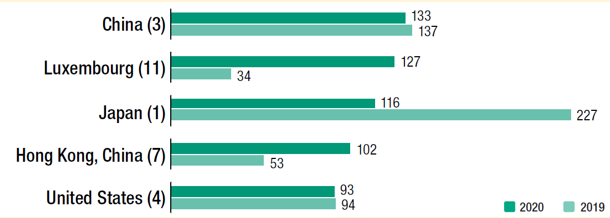 China (3)
133
137
Luxembourg (11)
127
34
Japan (1)
116
227
Hong Kong, China (7)
102
53
United States (4)
93
94
2020
2019